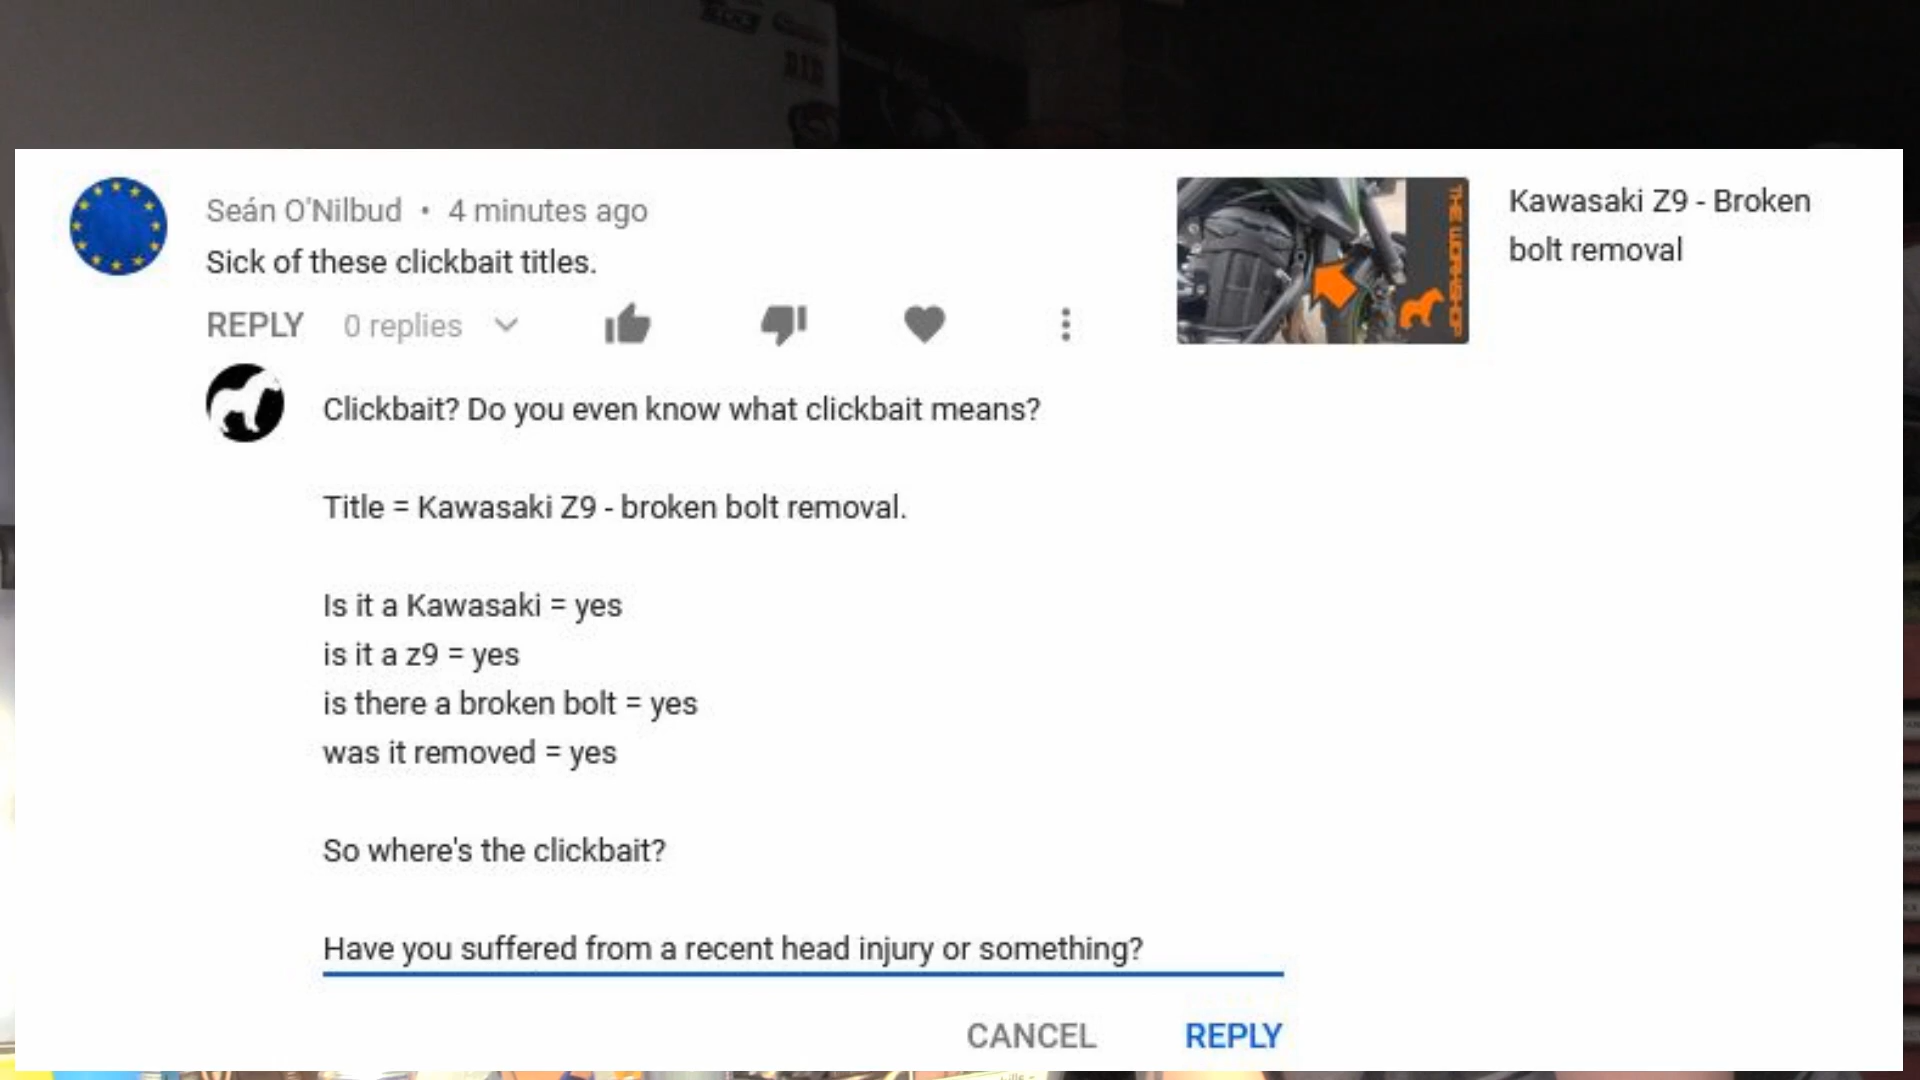 Seán O'Nilbud • 4 minutes ago
Sick of these clickbait titles.
REPLY 0 replies
THE WORKSHOP
Kawasaki Z9 - Broken
bolt removal
Clickbait? Do you even know what clickbait means?
Title = Kawasaki Z9 - broken bolt removal.
Is it a Kawasaki = yes
is it a z9 = yes
is there a broken bolt = yes
was it removed = yes
So where's the clickbait?
Have you suffered from a recent head injury or something?
CANCEL REPLY